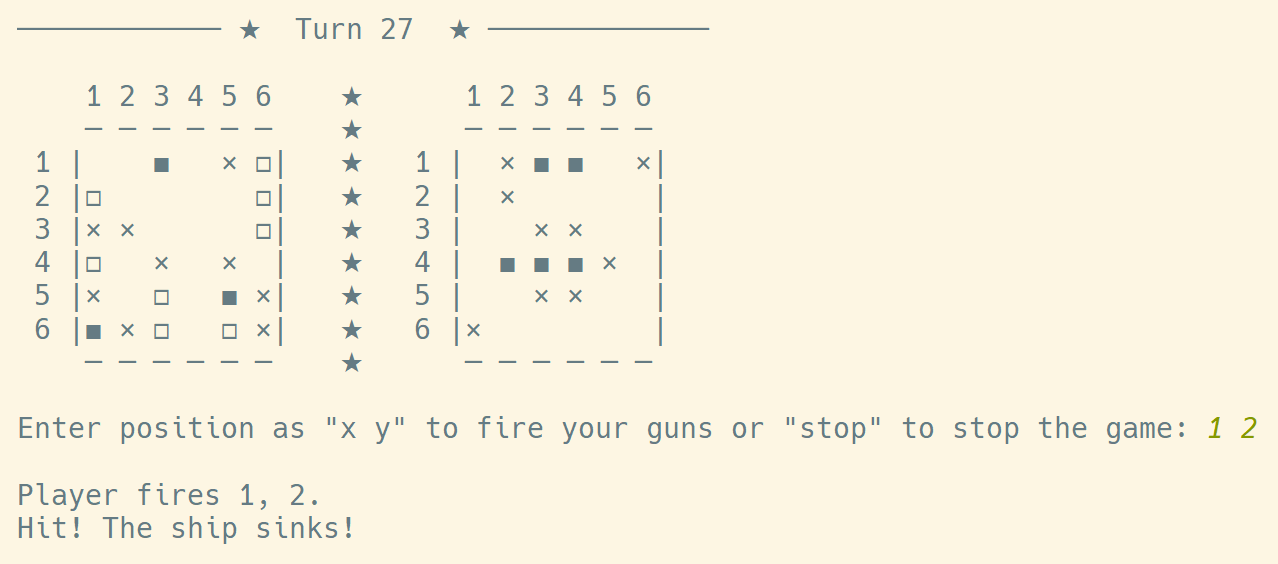 ───────────── ★  Turn 27  ★ ─────────────
    1 2 3 4 5 6    ★      1 2 3 4 5 6
    ─ ─ ─ ─ ─ ─    ★      ─ ─ ─ ─ ─ ─
 1 |    ■   × □|   ★   1 |  × ■ ■   ×|
 2 |□         □|   ★   2 |  ×        |
 3 |× ×       □|   ★   3 |    × ×    |
 4 |□   ×   ×  |   ★   4 |  ■ ■ ■ ×  |
 5 |×   □   ■ ×|   ★   5 |    × ×    |
 6 |■ × □   □ ×|   ★   6 |×          |
    ─ ─ ─ ─ ─ ─    ★      ─ ─ ─ ─ ─ ─
Enter position as "x y" to fire your guns or "stop" to stop the game: 1 2
Player fires 1, 2.
Hit! The ship sinks!